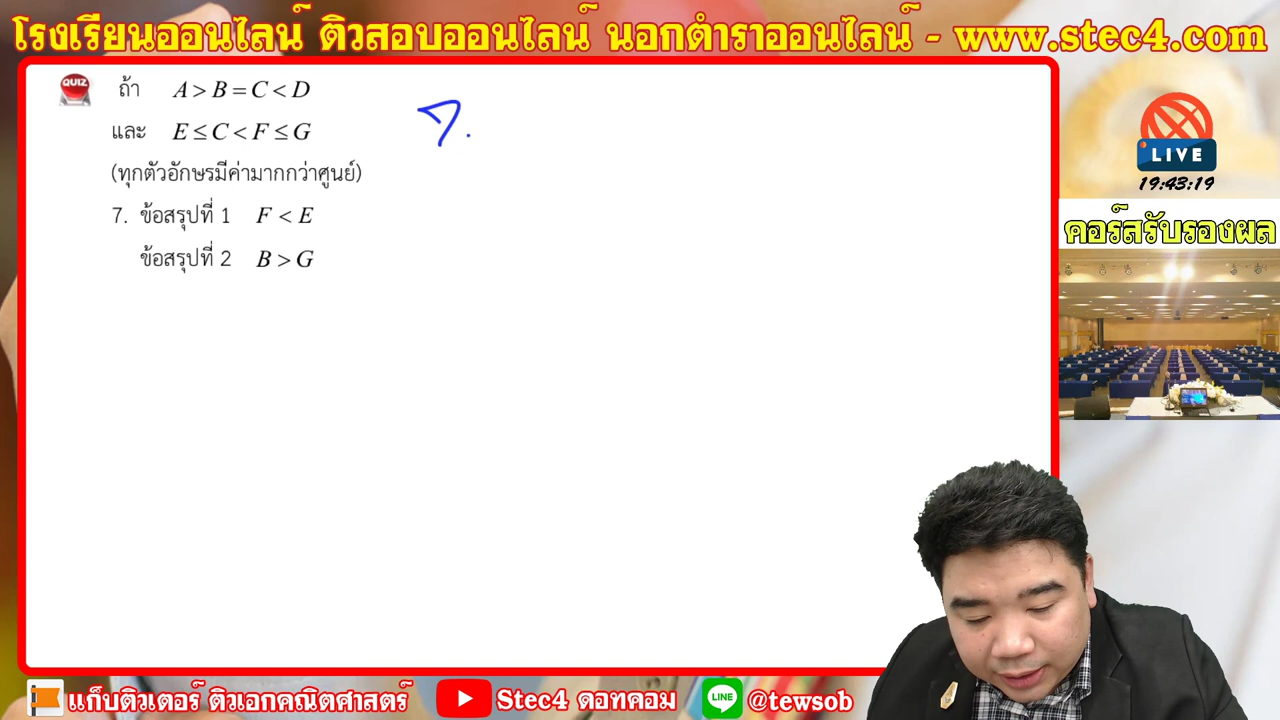 โรงเรียนออนไลน์ ติวสอบออนไลน์ นอกตำราออนไลน์ - www.stec4.com
QUIZ ถ้า A > B = C < D
และ E ≤ C < F ≤ G
(ทุกตัวอักษรมีค่ามากกว่าศูนย์)
7. ข้อสรุปที่ 1 F < E
ข้อสรุปที่ 2 B > G
7.
LIVE
19:43:19
คอร์สรับรองผล
แก็บติวเตอร์ ติวเอกคณิตศาสตร์
Stec4 ดอทคอม
LINE @tewsob